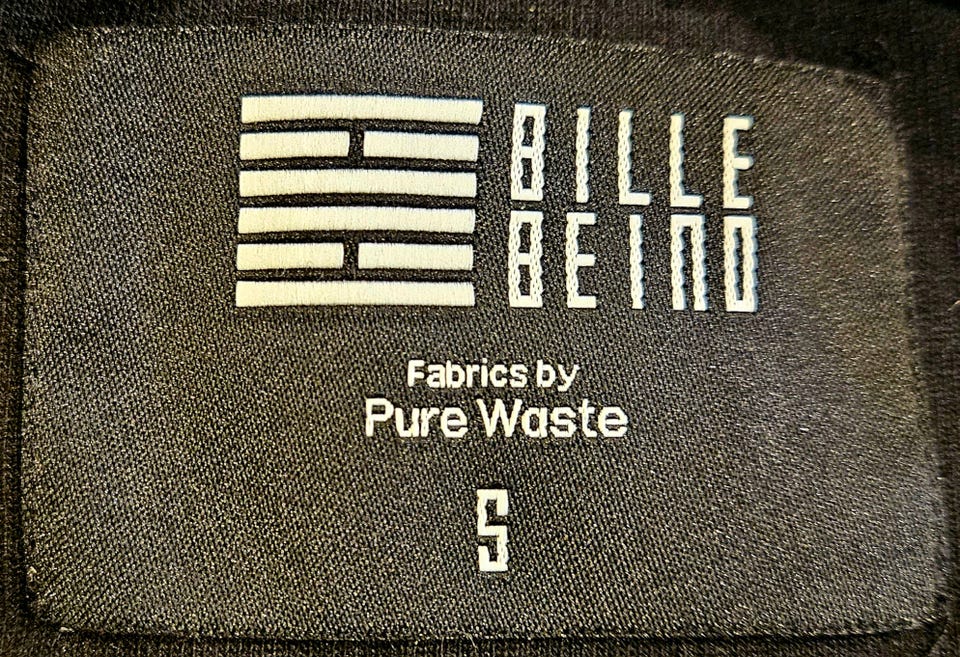 BILLE
BEINO
Fabrics by
Pure Waste
S